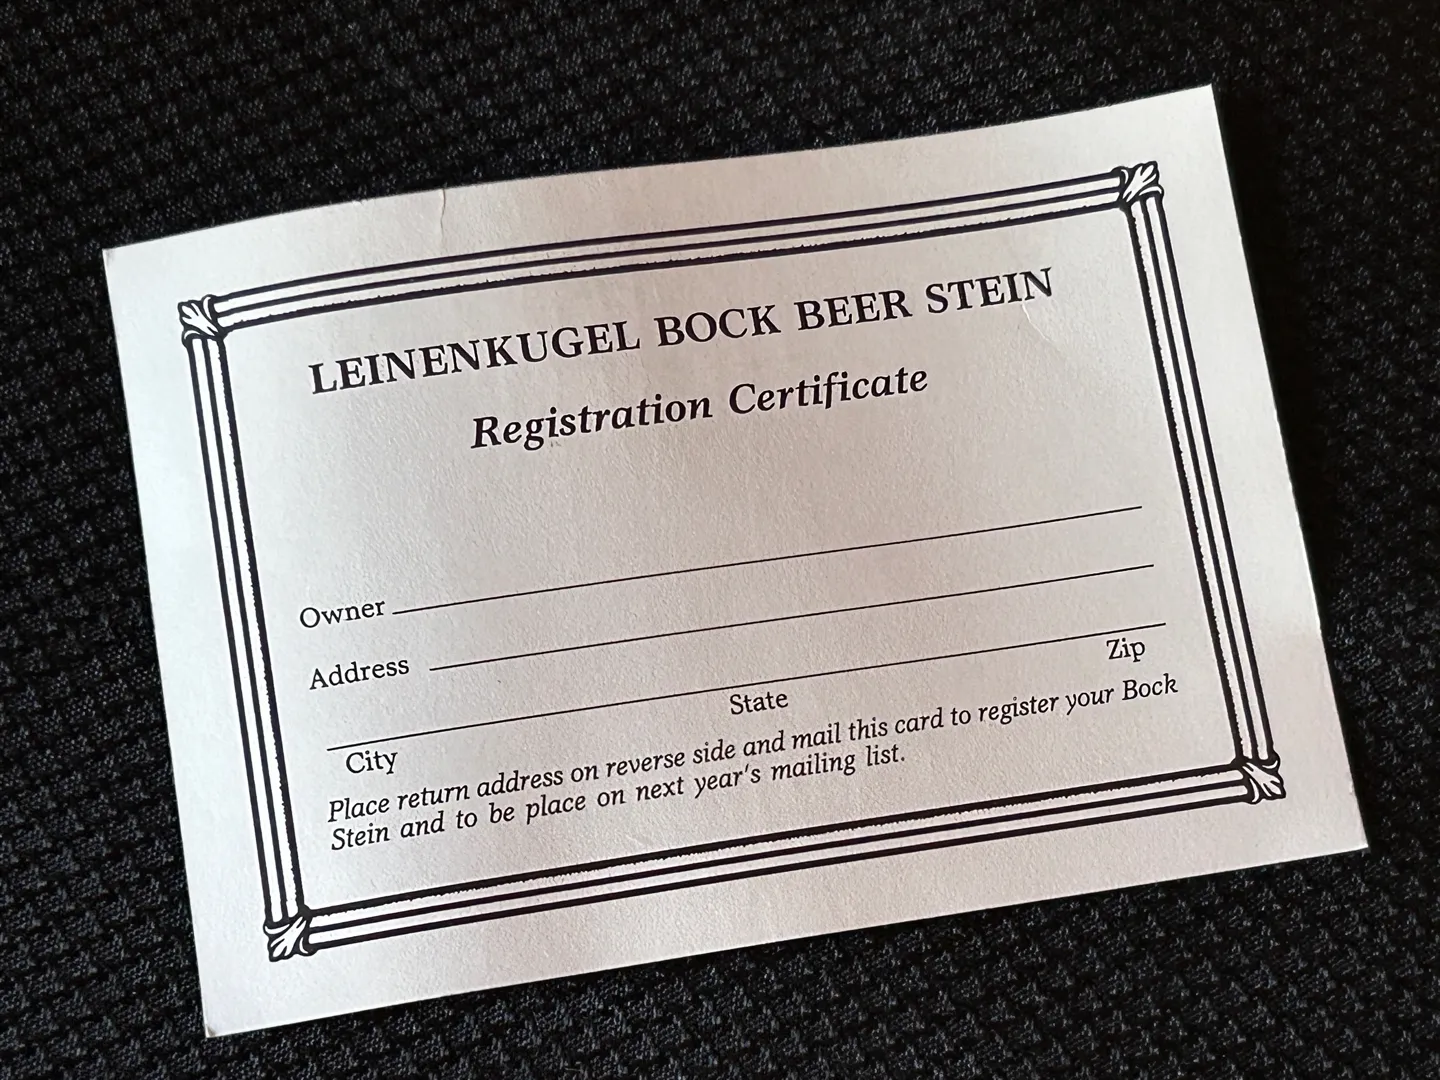 LEINENKUGEL BOCK BEER STEIN
Registration Certificate
Owner
Address
City State Zip
Place return address on reverse side and mail this card to register your Bock
Stein and to be place on next year's mailing list.